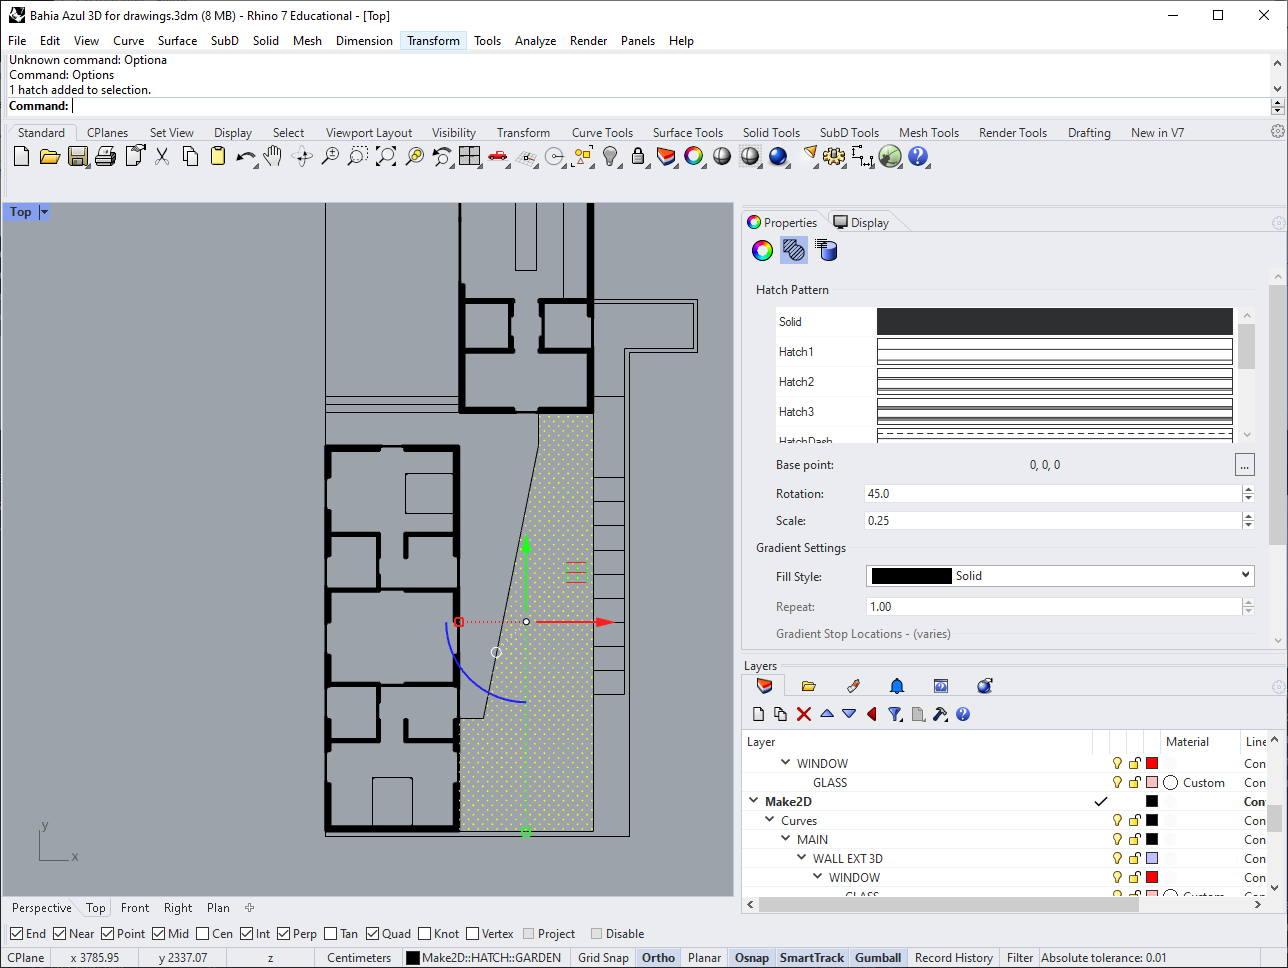 Bahia Azul 3D for drawings.3dm (8 MB) - Rhino 7 Educational - [Top]
File Edit View Curve Surface SubD Solid Mesh Dimension Transform Tools Analyze Render Panels Help
Unknown command: Optiona
Command: Options
1 hatch added to selection.
Command:
Standard CPlanes Set View Display Select Viewport Layout Visibility Transform Curve Tools Surface Tools Solid Tools SubD Tools Mesh Tools Render Tools Drafting New in V7
Top
Properties Display
Hatch Pattern
Solid
Hatch1
Hatch2
Hatch3
HatchDash
Base point: 0, 0, 0 ...
Rotation: 45.0
Scale: 0.25
Gradient Settings
Fill Style: Solid
Repeat: 1.00
Gradient Stop Locations - (varies)
Layers
Layer Material Line
WINDOW Con
GLASS Custom Con
Make2D Con
Curves Con
MAIN Con
WALL EXT 3D Con
WINDOW Con
GLASS Custom Con
y
x
Perspective Top Front Right Plan
End Near Point Mid Cen Int Perp Tan Quad Knot Vertex Project Disable
CPlane x 3785.95 y 2337.07 z Centimeters Make2D::HATCH::GARDEN Grid Snap Ortho Planar Osnap SmartTrack Gumball Record History Filter Absolute tolerance: 0.01